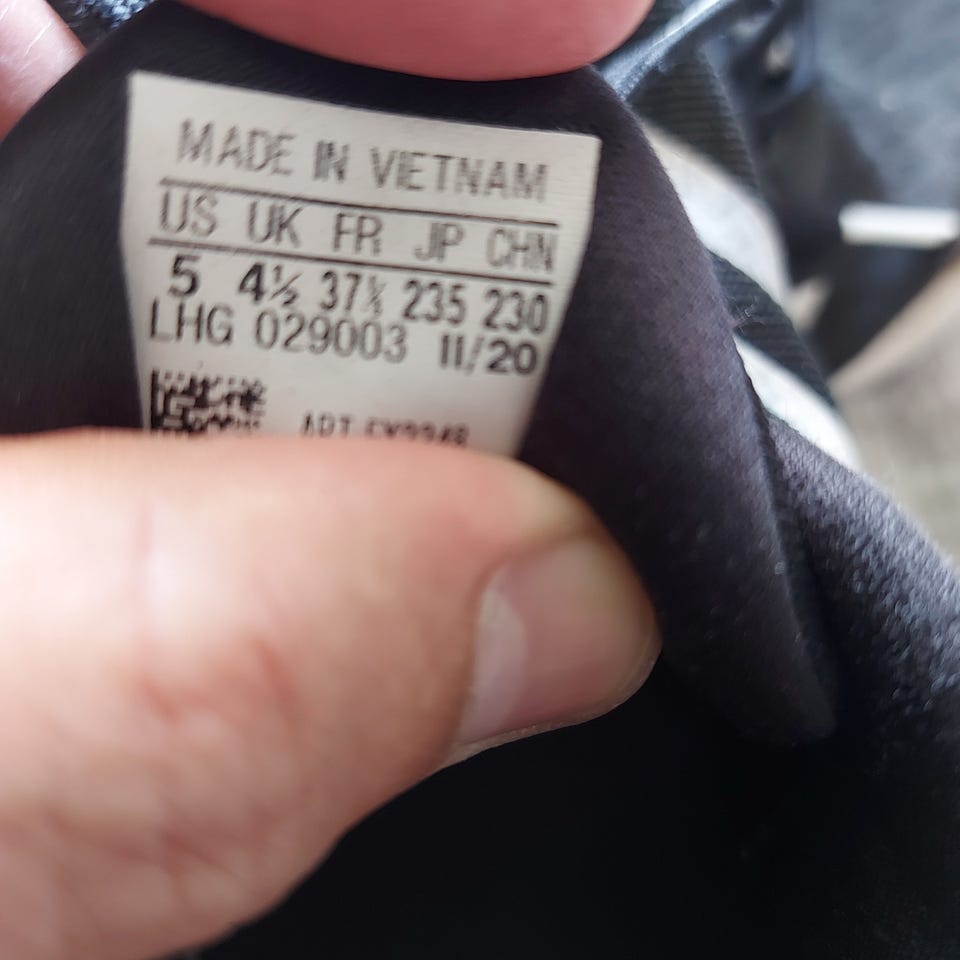 MADE IN VIETNAM
US UK FR JP CHN
5 4½ 37⅓ 235 230
LHG 029003 11/20
ART